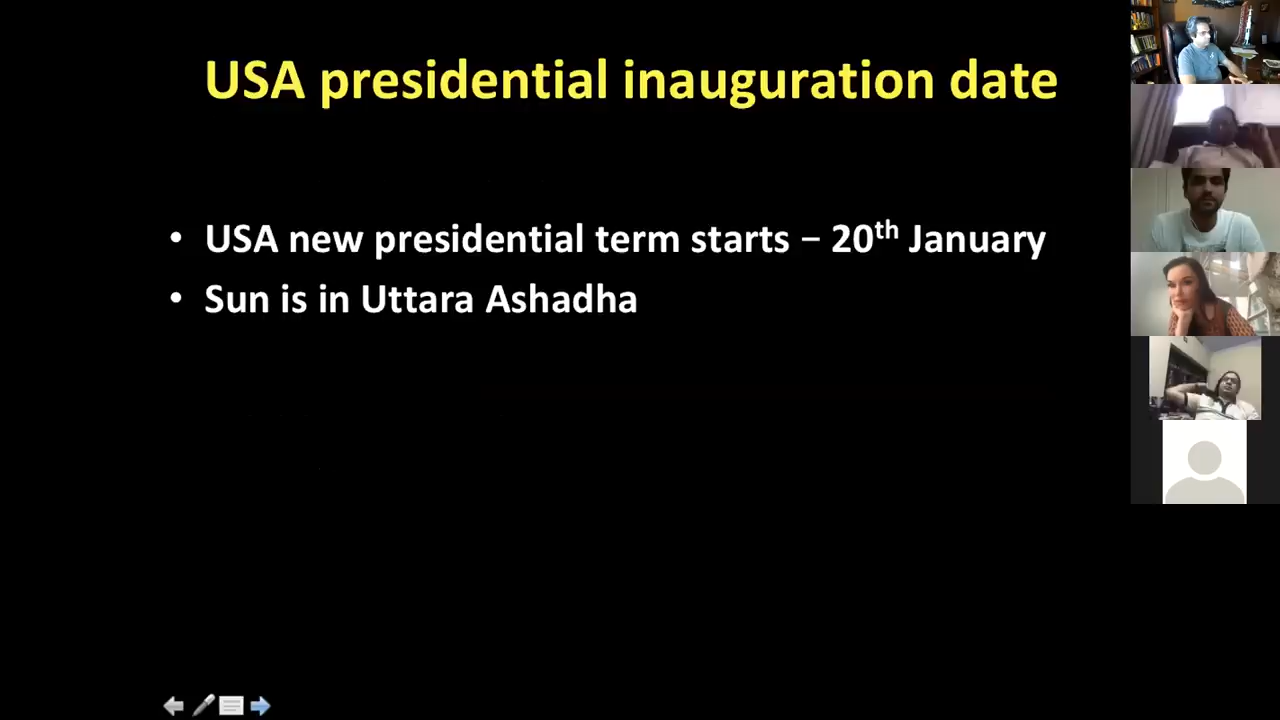 USA presidential inauguration date
• USA new presidential term starts – 20th January
• Sun is in Uttara Ashadha